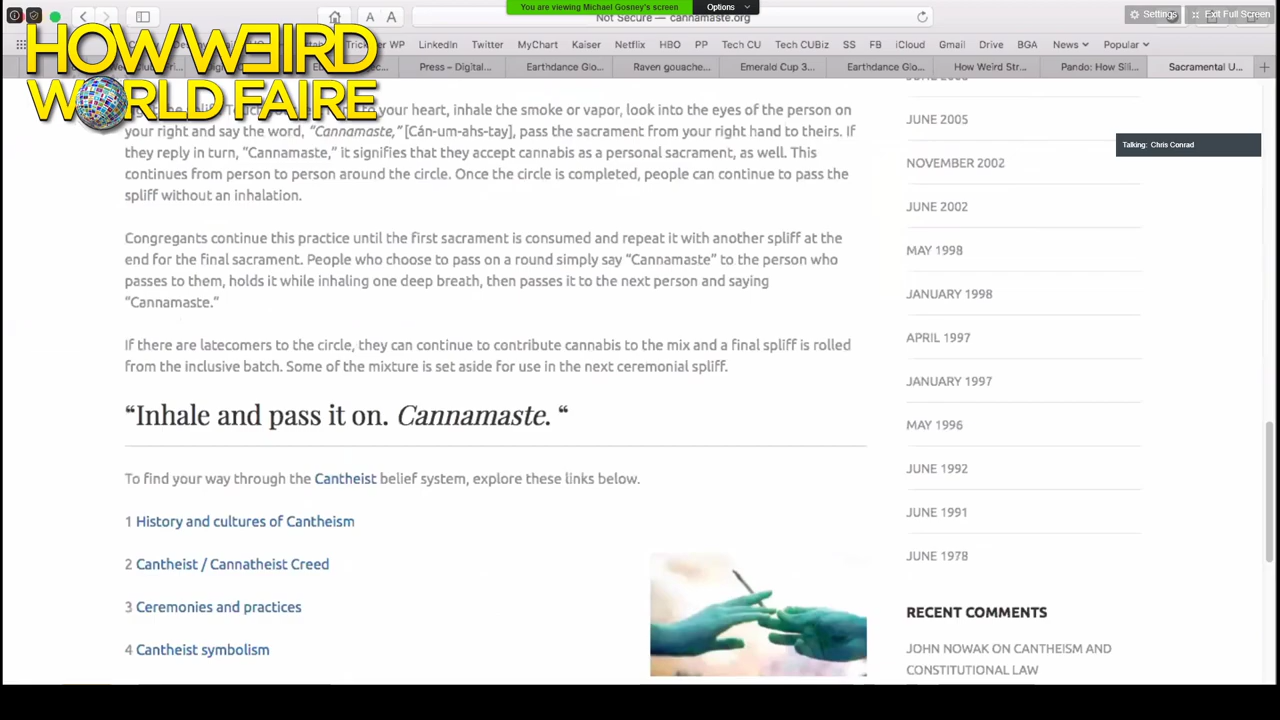 You are viewing Michael Gosney's screen
Options
Settings
Exit Full Screen
Not Secure — cannamaste.org
A A
WP LinkedIn Twitter MyChart Kaiser Netflix HBO PP Tech CU Tech CUBiz SS FB iCloud Gmail Drive BGA News Popular
Press – Digital... Earthdance Glo... Raven gouache... Emerald Cup 3... Earthdance Glo... How Weird Str... Pando: How Sili... Sacramental U...
HOW WEIRD
WORLD FAIRE
Talking: Chris Conrad
your heart, inhale the smoke or vapor, look into the eyes of the person on
your right and say the word, “Cannamaste,” [Cán-um-ahs-tay], pass the sacrament from your right hand to theirs. If
they reply in turn, “Cannamaste,” it signifies that they accept cannabis as a personal sacrament, as well. This
continues from person to person around the circle. Once the circle is completed, people can continue to pass the
spliff without an inhalation.
Congregants continue this practice until the first sacrament is consumed and repeat it with another spliff at the
end for the final sacrament. People who choose to pass on a round simply say “Cannamaste” to the person who
passes to them, holds it while inhaling one deep breath, then passes it to the next person and saying
“Cannamaste.”
If there are latecomers to the circle, they can continue to contribute cannabis to the mix and a final spliff is rolled
from the inclusive batch. Some of the mixture is set aside for use in the next ceremonial spliff.
“Inhale and pass it on. Cannamaste. “
To find your way through the Cantheist belief system, explore these links below.
1 History and cultures of Cantheism
2 Cantheist / Cannatheist Creed
3 Ceremonies and practices
4 Cantheist symbolism
JUNE 2005
NOVEMBER 2002
JUNE 2002
MAY 1998
JANUARY 1998
APRIL 1997
JANUARY 1997
MAY 1996
JUNE 1992
JUNE 1991
JUNE 1978
RECENT COMMENTS
JOHN NOWAK ON CANTHEISM AND
CONSTITUTIONAL LAW